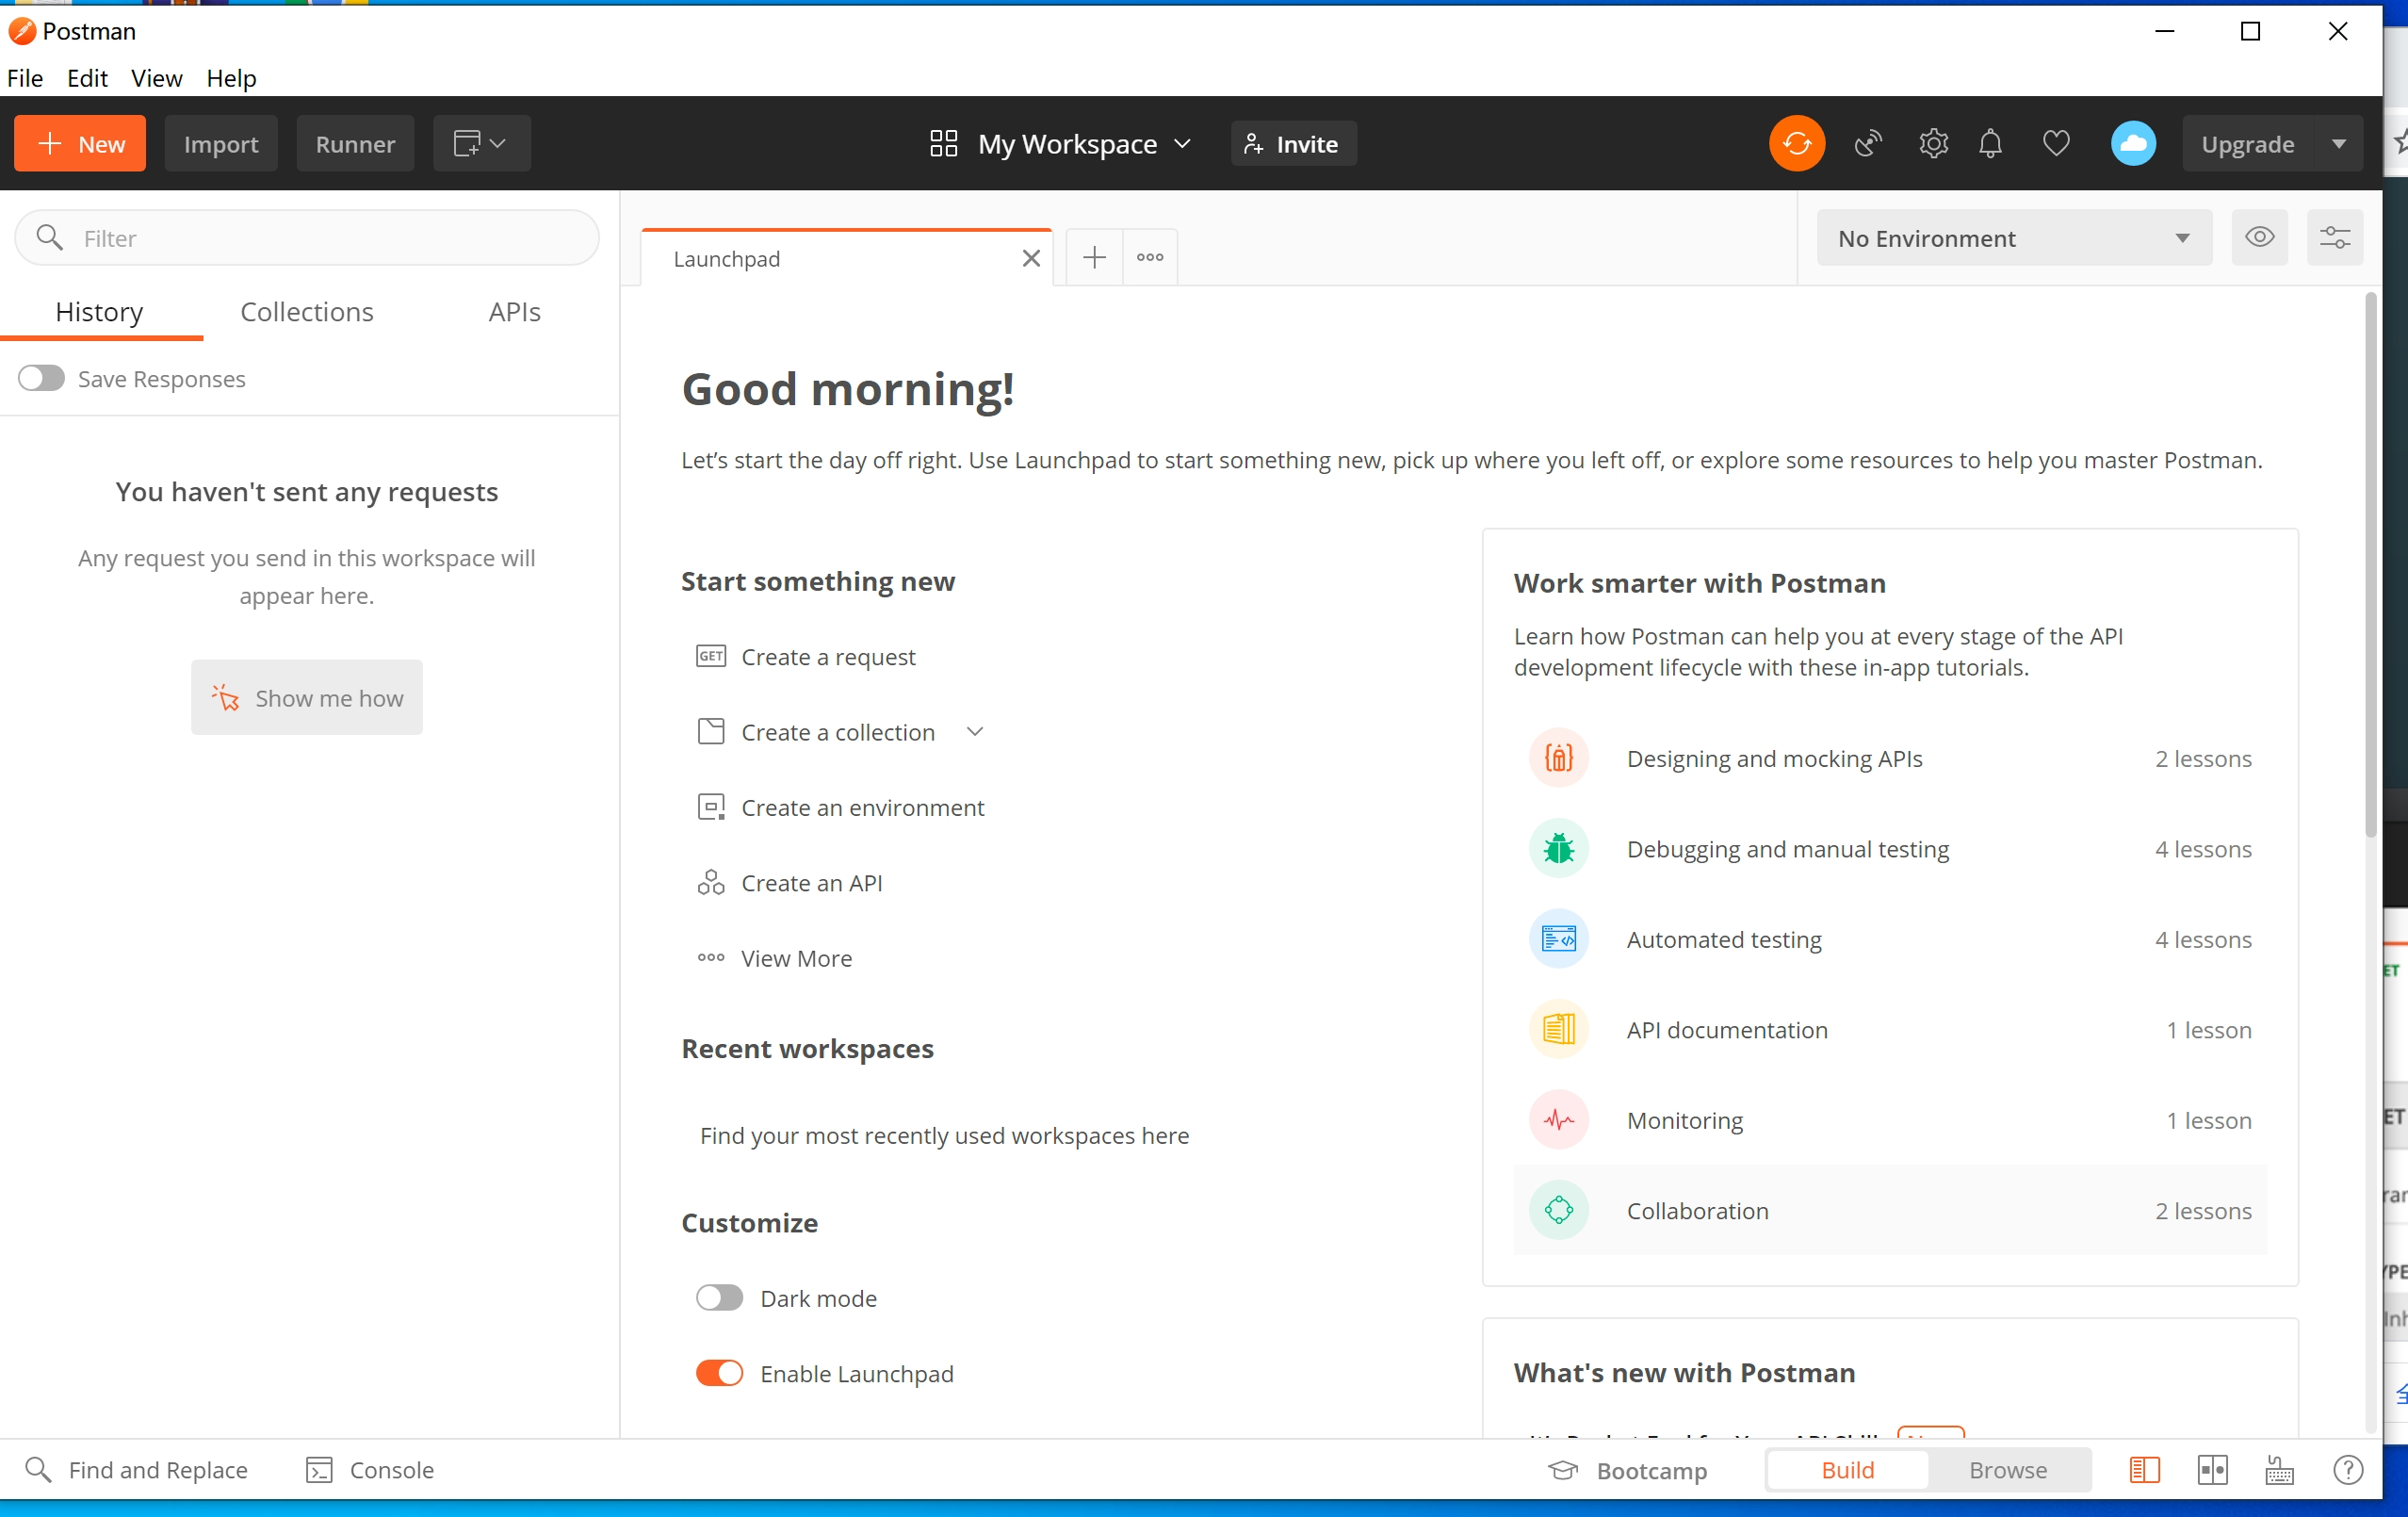 Postman
File Edit View Help
New Import Runner My Workspace Invite Upgrade
Filter
Launchpad
No Environment
History Collections APIs
Save Responses
You haven't sent any requests
Any request you send in this workspace will
appear here.
Show me how
Good morning!
Let's start the day off right. Use Launchpad to start something new, pick up where you left off, or explore some resources to help you master Postman.
Start something new
GET Create a request
Create a collection
Create an environment
Create an API
View More
Recent workspaces
Find your most recently used workspaces here
Customize
Dark mode
Enable Launchpad
Work smarter with Postman
Learn how Postman can help you at every stage of the API
development lifecycle with these in-app tutorials.
Designing and mocking APIs 2 lessons
Debugging and manual testing 4 lessons
Automated testing 4 lessons
API documentation 1 lesson
Monitoring 1 lesson
Collaboration 2 lessons
What's new with Postman
Find and Replace Console Bootcamp Build Browse